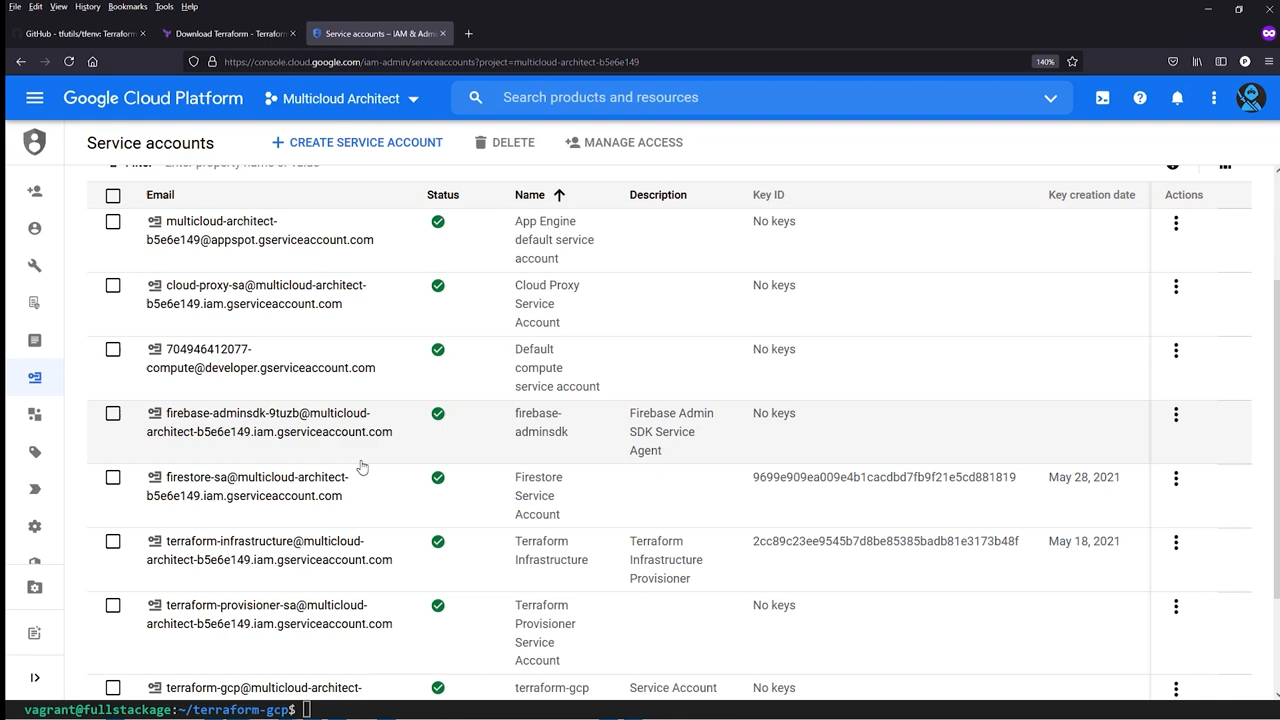 File Edit View History Bookmarks Tools Help
GitHub - tfutils/tfenv: Terraform
Download Terraform - Terraform
Service accounts – IAM & Adm
https://console.cloud.google.com/iam-admin/serviceaccounts?project=multicloud-architect-b5e6e149
140%
Google Cloud Platform
Multicloud Architect
Search products and resources
Service accounts
CREATE SERVICE ACCOUNT
DELETE
MANAGE ACCESS
Email Status Name Description Key ID Key creation date Actions
multicloud-architect-
b5e6e149@appspot.gserviceaccount.com
App Engine
default service
account
No keys
cloud-proxy-sa@multicloud-architect-
b5e6e149.iam.gserviceaccount.com
Cloud Proxy
Service
Account
No keys
704946412077-
compute@developer.gserviceaccount.com
Default
compute
service account
No keys
firebase-adminsdk-9tuzb@multicloud-
architect-b5e6e149.iam.gserviceaccount.com
firebase-
adminsdk
Firebase Admin
SDK Service
Agent
No keys
firestore-sa@multicloud-architect-
b5e6e149.iam.gserviceaccount.com
Firestore
Service
Account
9699e909ea009e4b1cacdbd7fb9f21e5cd881819
May 28, 2021
terraform-infrastructure@multicloud-
architect-b5e6e149.iam.gserviceaccount.com
Terraform
Infrastructure
Terraform
Infrastructure
Provisioner
2cc89c23ee9545b7d8be85385badb81e3173b48f
May 18, 2021
terraform-provisioner-sa@multicloud-
architect-b5e6e149.iam.gserviceaccount.com
Terraform
Provisioner
Service
Account
No keys
terraform-gcp@multicloud-architect-
terraform-gcp
Service Account
No keys
vagrant@fullstackage:~/terraform-gcp$